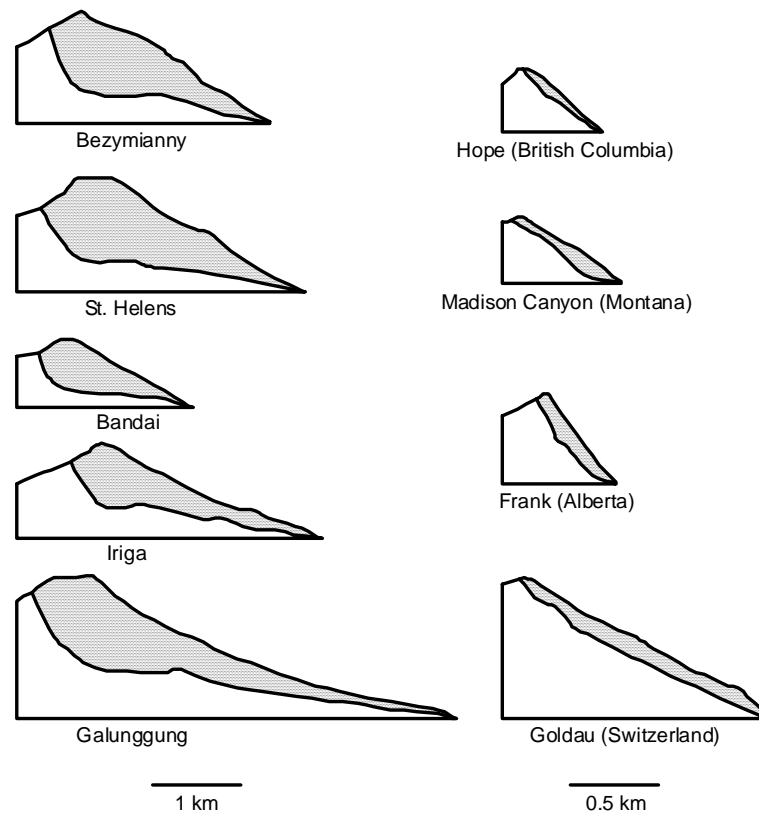 Bezymianny
Hope (British Columbia)
St. Helens
Madison Canyon (Montana)
Bandai
Frank (Alberta)
Iriga
Galunggung
Goldau (Switzerland)
1 km
0.5 km